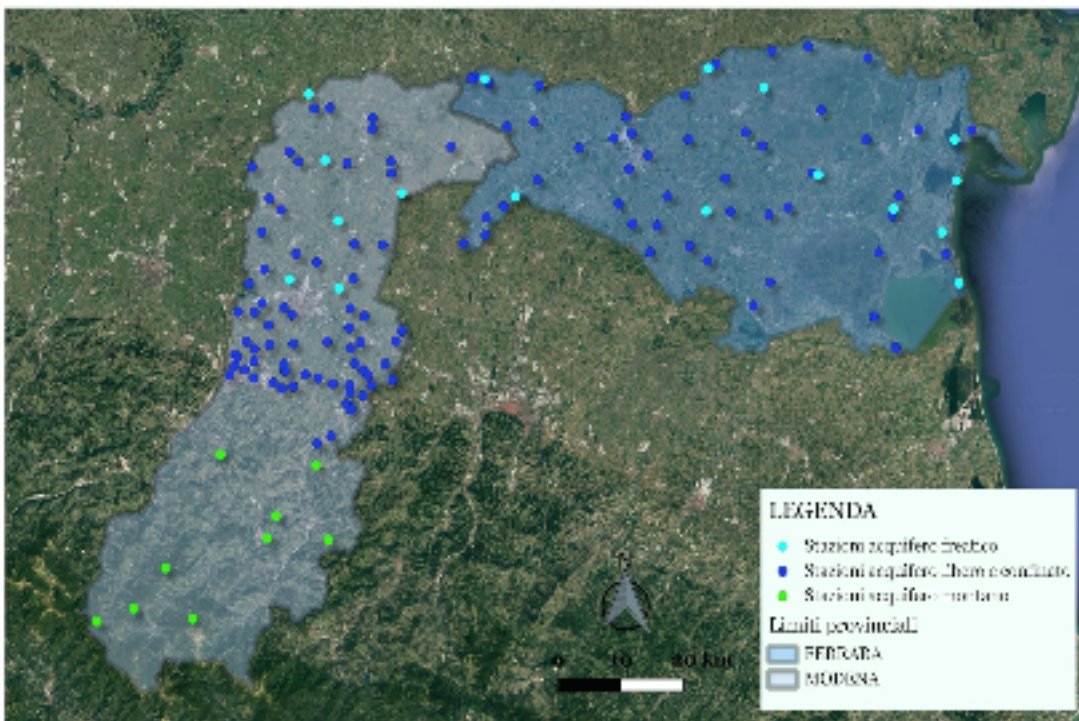 LEGENDA
Stazioni acquifero freatico
Stazioni acquifero libero e confinato
Stazioni acquifero montano
Limiti provinciali
FERRARA
MODENA
N
0 10 20 km